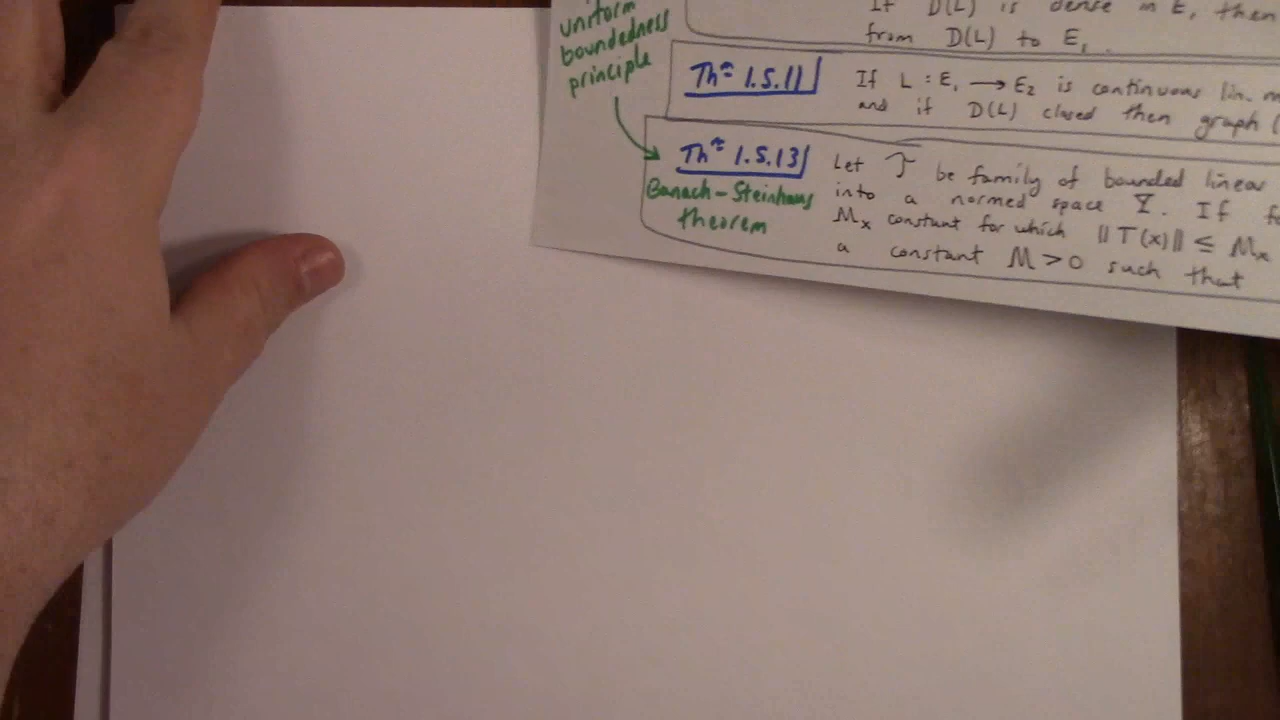 uniform
boundedness
principle
If D(L) is dense in E, then
from D(L) to E₁.
Thᵐ 1.5.11
If L : E₁ → E₂ is continuous lin.
and if D(L) closed then graph (
Thᵐ 1.5.13
Banach-Steinhaus
theorem
Let 𝒯 be family of bounded linear
into a normed space Y. If
Mₓ constant for which ||T(x)|| ≤ Mₓ
a constant M > 0 such that